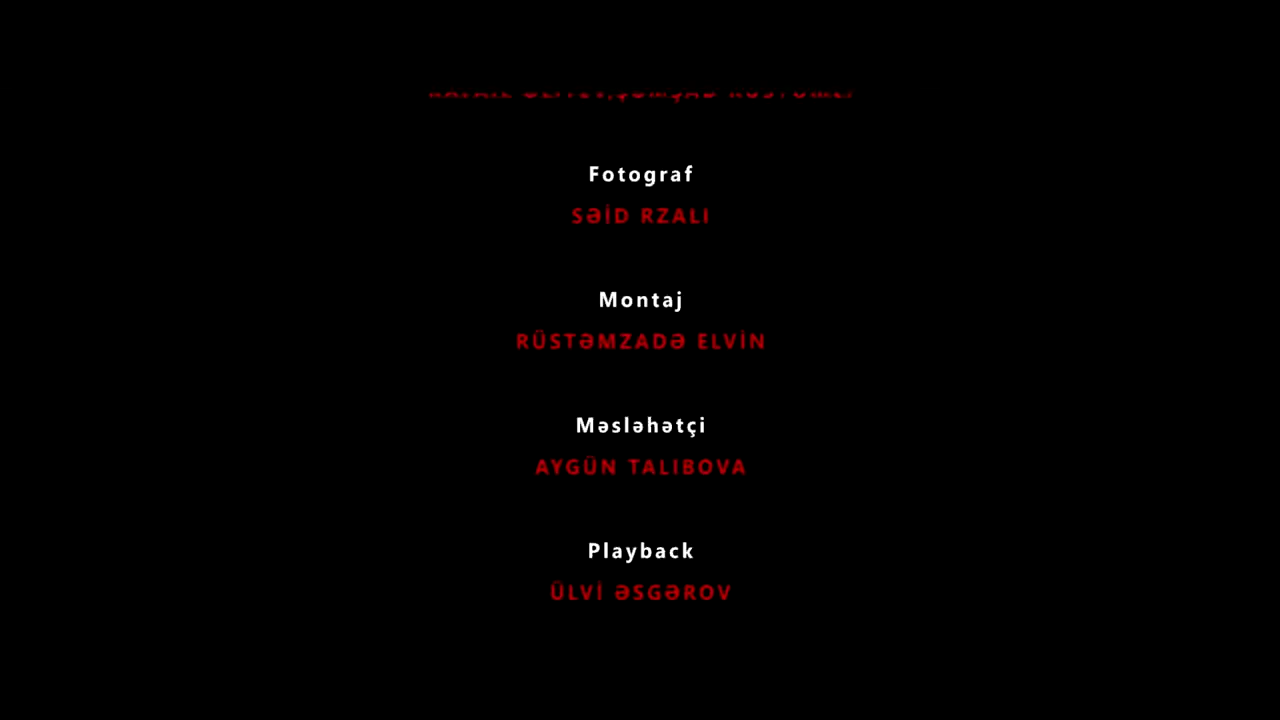 Fotograf
SƏİD RZALI
Montaj
RÜSTƏMZADƏ ELVİN
Məsləhətçi
AYGÜN TALIBOVA
Playback
ÜLVİ ƏSGƏROV